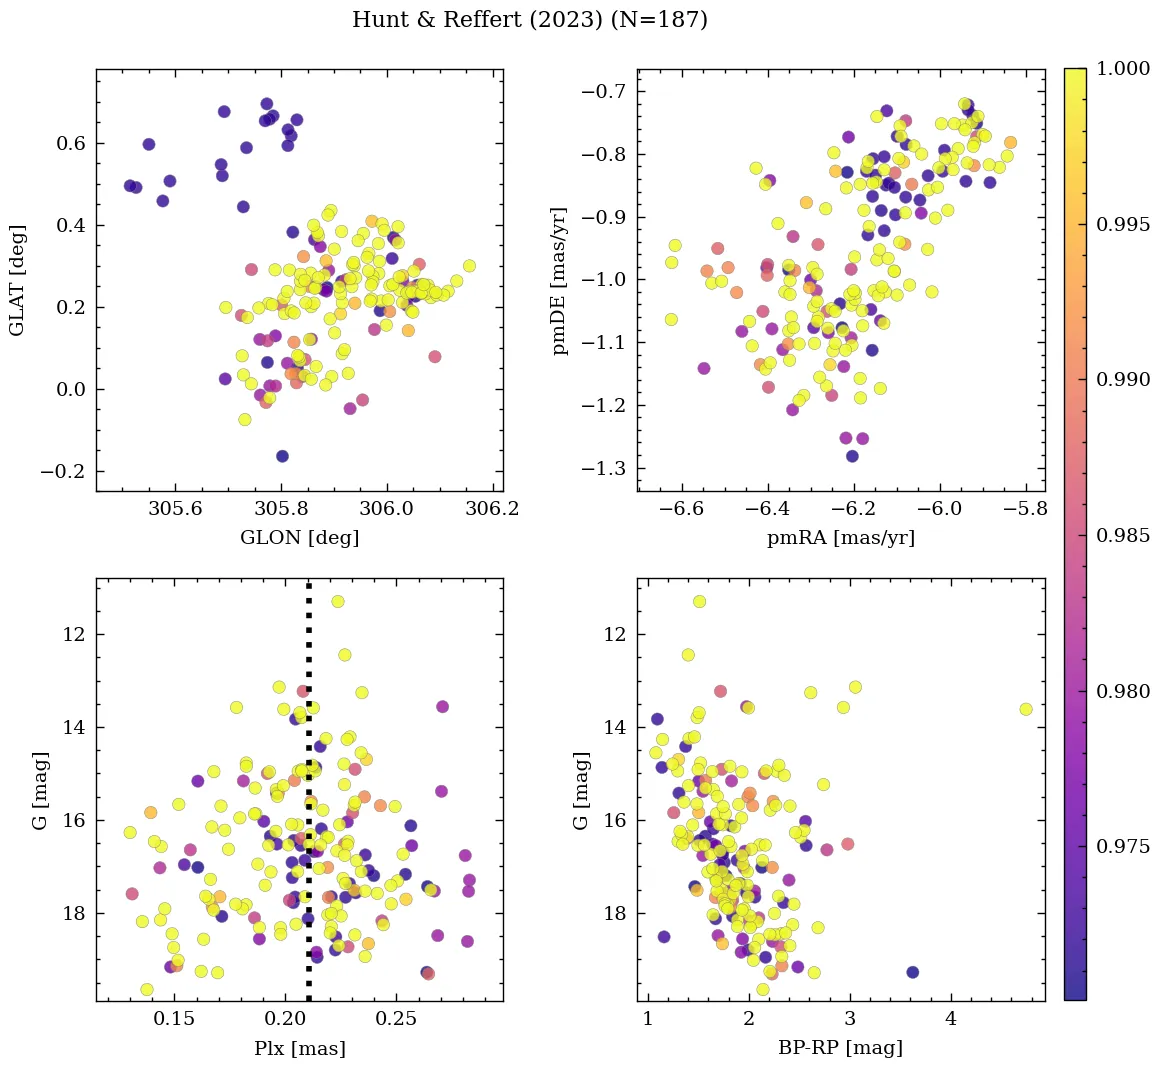 Hunt & Reffert (2023) (N=187)
0.6
0.4
0.2
0.0
−0.2
GLAT [deg]
305.6 305.8 306.0 306.2
GLON [deg]
−0.7
−0.8
−0.9
−1.0
−1.1
−1.2
−1.3
pmDE [mas/yr]
−6.6 −6.4 −6.2 −6.0 −5.8
pmRA [mas/yr]
12
14
16
18
G [mag]
0.15 0.20 0.25
Plx [mas]
12
14
16
18
G [mag]
1 2 3 4
BP-RP [mag]
1.000
0.995
0.990
0.985
0.980
0.975